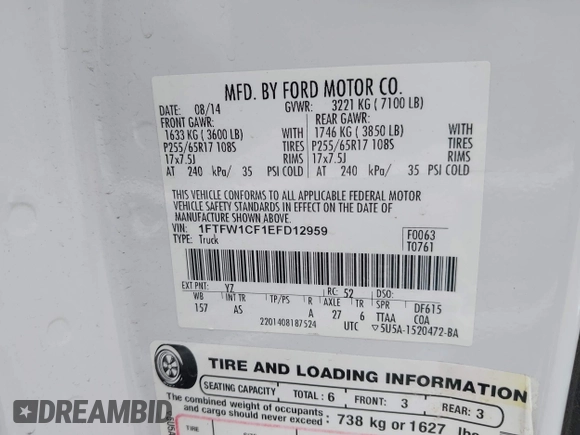 MFD. BY FORD MOTOR CO.
DATE: 08/14 GVWR: 3221 KG ( 7100 LB)
FRONT GAWR: REAR GAWR:
1633 KG ( 3600 LB) WITH 1746 KG ( 3850 LB) WITH
P255/65R17 108S TIRES P255/65R17 108S TIRES
17x7.5J RIMS 17x7.5J RIMS
AT 240 kPa/ 35 PSI COLD AT 240 kPa/ 35 PSI COLD
THIS VEHICLE CONFORMS TO ALL APPLICABLE FEDERAL MOTOR
VEHICLE SAFETY STANDARDS IN EFFECT ON THE DATE OF
MANUFACTURE SHOWN ABOVE.
VIN: 1FTFW1CF1EFD12959 F0063
TYPE: Truck T0761
EXT PNT: YZ RC: 52 DSO:
WB INT TR TP/PS R AXLE TR SPR DF615
157 AS A 27 6 TTAA COA
2201408187524 UTC ▽5U5A-1520472-BA
TIRE AND LOADING INFORMATION
SEATING CAPACITY TOTAL: 6 FRONT: 3 REAR: 3
The combined weight of occupants
and cargo should never exceed: 738 kg or 1627 lbs
DREAMBID